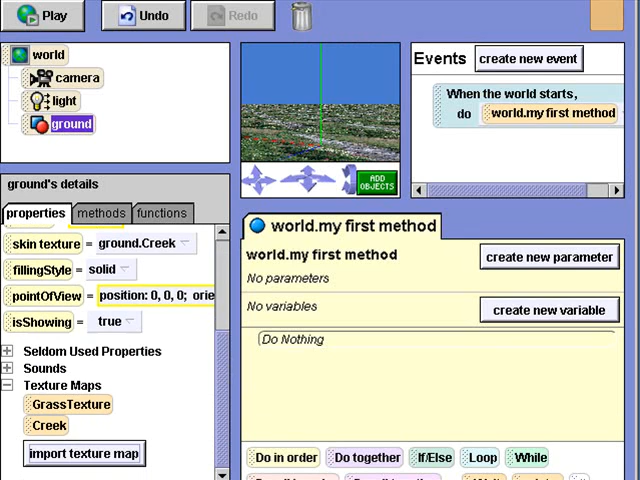 Play Undo Redo
world
camera
light
ground
ADD
OBJECTS
Events create new event
When the world starts,
do world.my first method
ground's details
properties methods functions
skin texture = ground.Creek
fillingStyle = solid
pointOfView = position: 0, 0, 0; orie
isShowing = true
Seldom Used Properties
Sounds
Texture Maps
GrassTexture
Creek
import texture map
world.my first method
world.my first method create new parameter
No parameters
No variables create new variable
Do Nothing
Do in order Do together If/Else Loop While